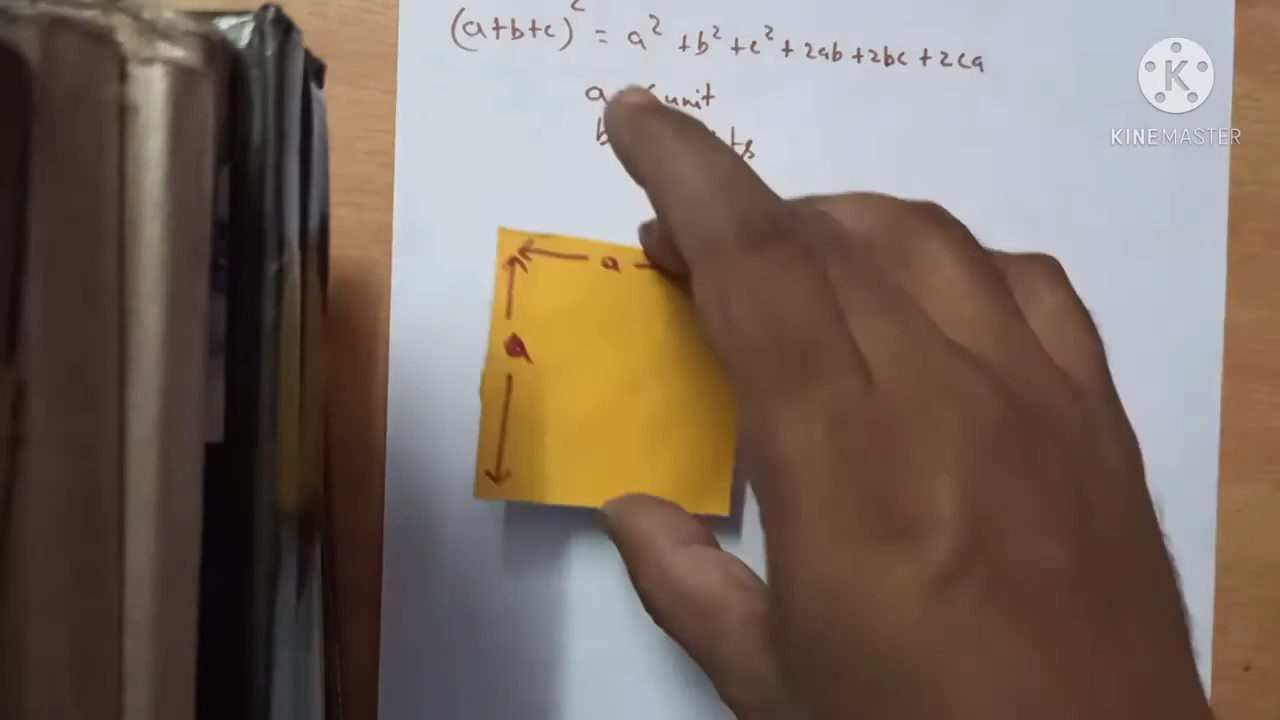 (a+b+c)² = a² + b² + c² + 2ab + 2bc + 2ca
a unit
b
K
KINEMASTER
a
a